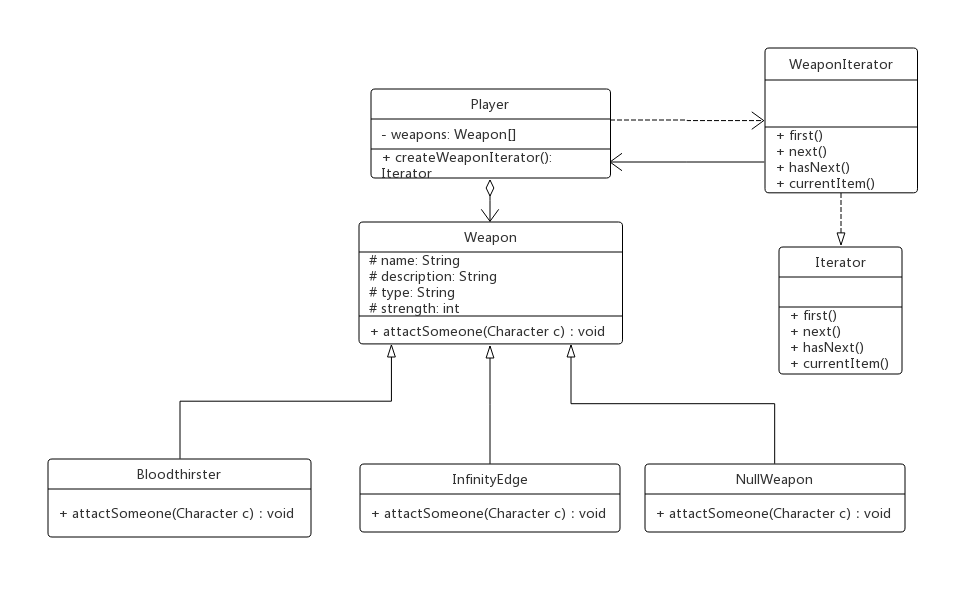 WeaponIterator
+ first()
+ next()
+ hasNext()
+ currentItem()
Player
- weapons: Weapon[]
+ createWeaponIterator():
Iterator
Weapon
# name: String
# description: String
# type: String
# strength: int
+ attactSomeone(Character c) : void
Iterator
+ first()
+ next()
+ hasNext()
+ currentItem()
Bloodthirster
+ attactSomeone(Character c) : void
InfinityEdge
+ attactSomeone(Character c) : void
NullWeapon
+ attactSomeone(Character c) : void